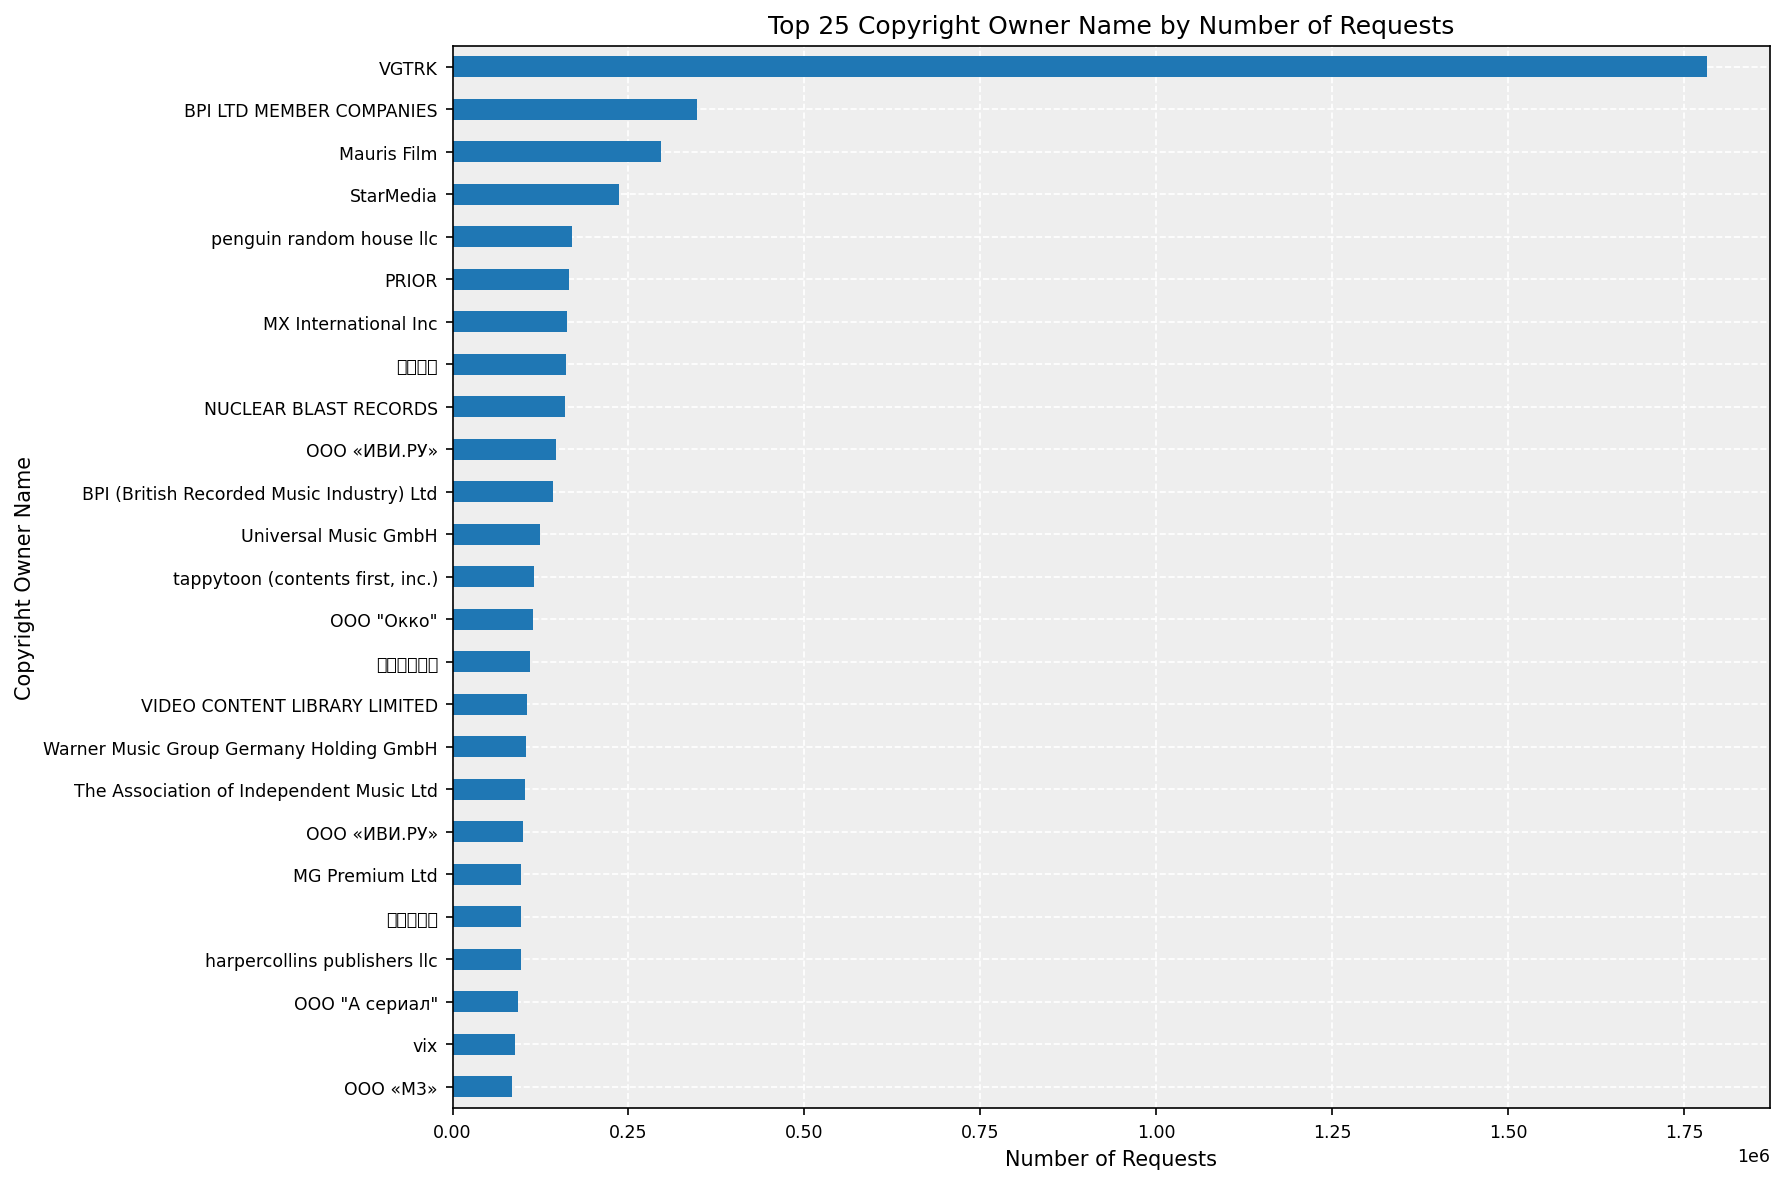 Top 25 Copyright Owner Name by Number of Requests
Copyright Owner Name
VGTRK
BPI LTD MEMBER COMPANIES
Mauris Film
StarMedia
penguin random house llc
PRIOR
MX International Inc
NUCLEAR BLAST RECORDS
ООО «ИВИ.РУ»
BPI (British Recorded Music Industry) Ltd
Universal Music GmbH
tappytoon (contents first, inc.)
ООО "Окко"
VIDEO CONTENT LIBRARY LIMITED
Warner Music Group Germany Holding GmbH
The Association of Independent Music Ltd
ООО «ИВИ.РУ»
MG Premium Ltd
harpercollins publishers llc
ООО "А сериал"
vix
ООО «МЗ»
0.00 0.25 0.50 0.75 1.00 1.25 1.50 1.75
1e6
Number of Requests